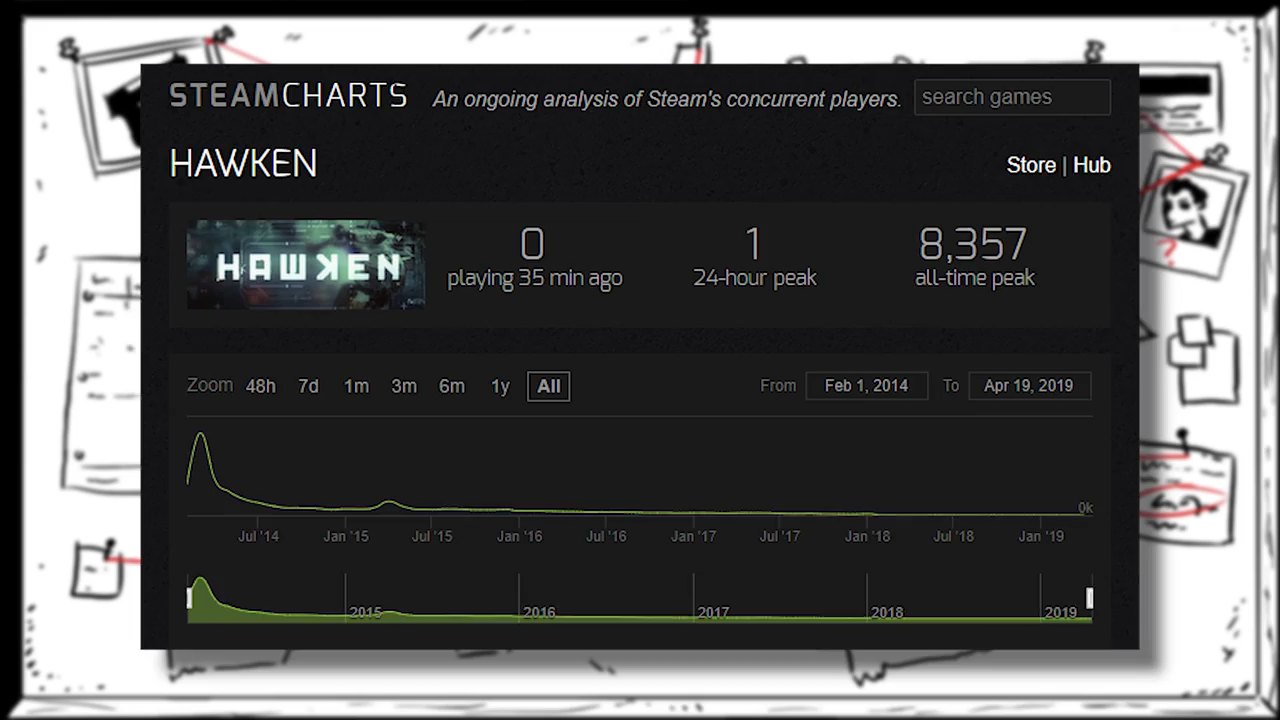 STEAMCHARTS An ongoing analysis of Steam's concurrent players. search games
HAWKEN Store | Hub
HAWKEN
0 1 8,357
playing 35 min ago 24-hour peak all-time peak
Zoom 48h 7d 1m 3m 6m 1y All From Feb 1, 2014 To Apr 19, 2019
0k
Jul '14 Jan '15 Jul '15 Jan '16 Jul '16 Jan '17 Jul '17 Jan '18 Jul '18 Jan '19
2015 2016 2017 2018 2019
?